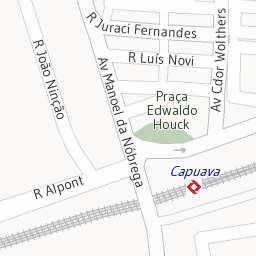 R Juraci Fernandes
Av Cdor Wolthers
R Luís Novi
R João Ninção
Av Manoel da Nóbrega
Praça
Edwaldo
Houck
Capuava
R Alpont